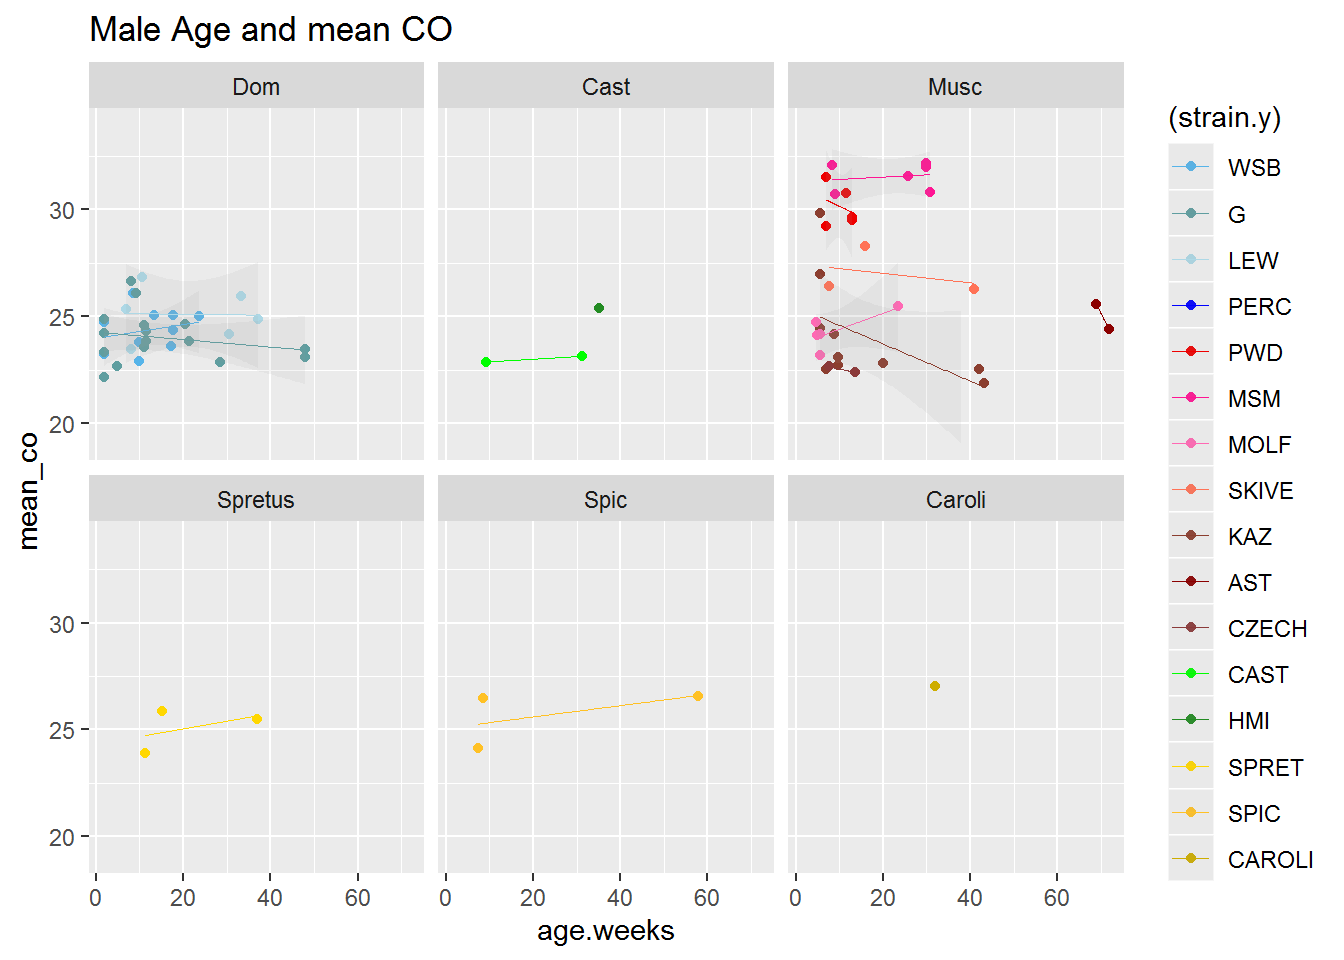 Male Age and mean CO
Dom
Cast
Musc
30
25
20
mean_co
Spretus
Spic
Caroli
30
25
20
0 20 40 60
0 20 40 60
0 20 40 60
age.weeks
(strain.y)
WSB
G
LEW
PERC
PWD
MSM
MOLF
SKIVE
KAZ
AST
CZECH
CAST
HMI
SPRET
SPIC
CAROLI